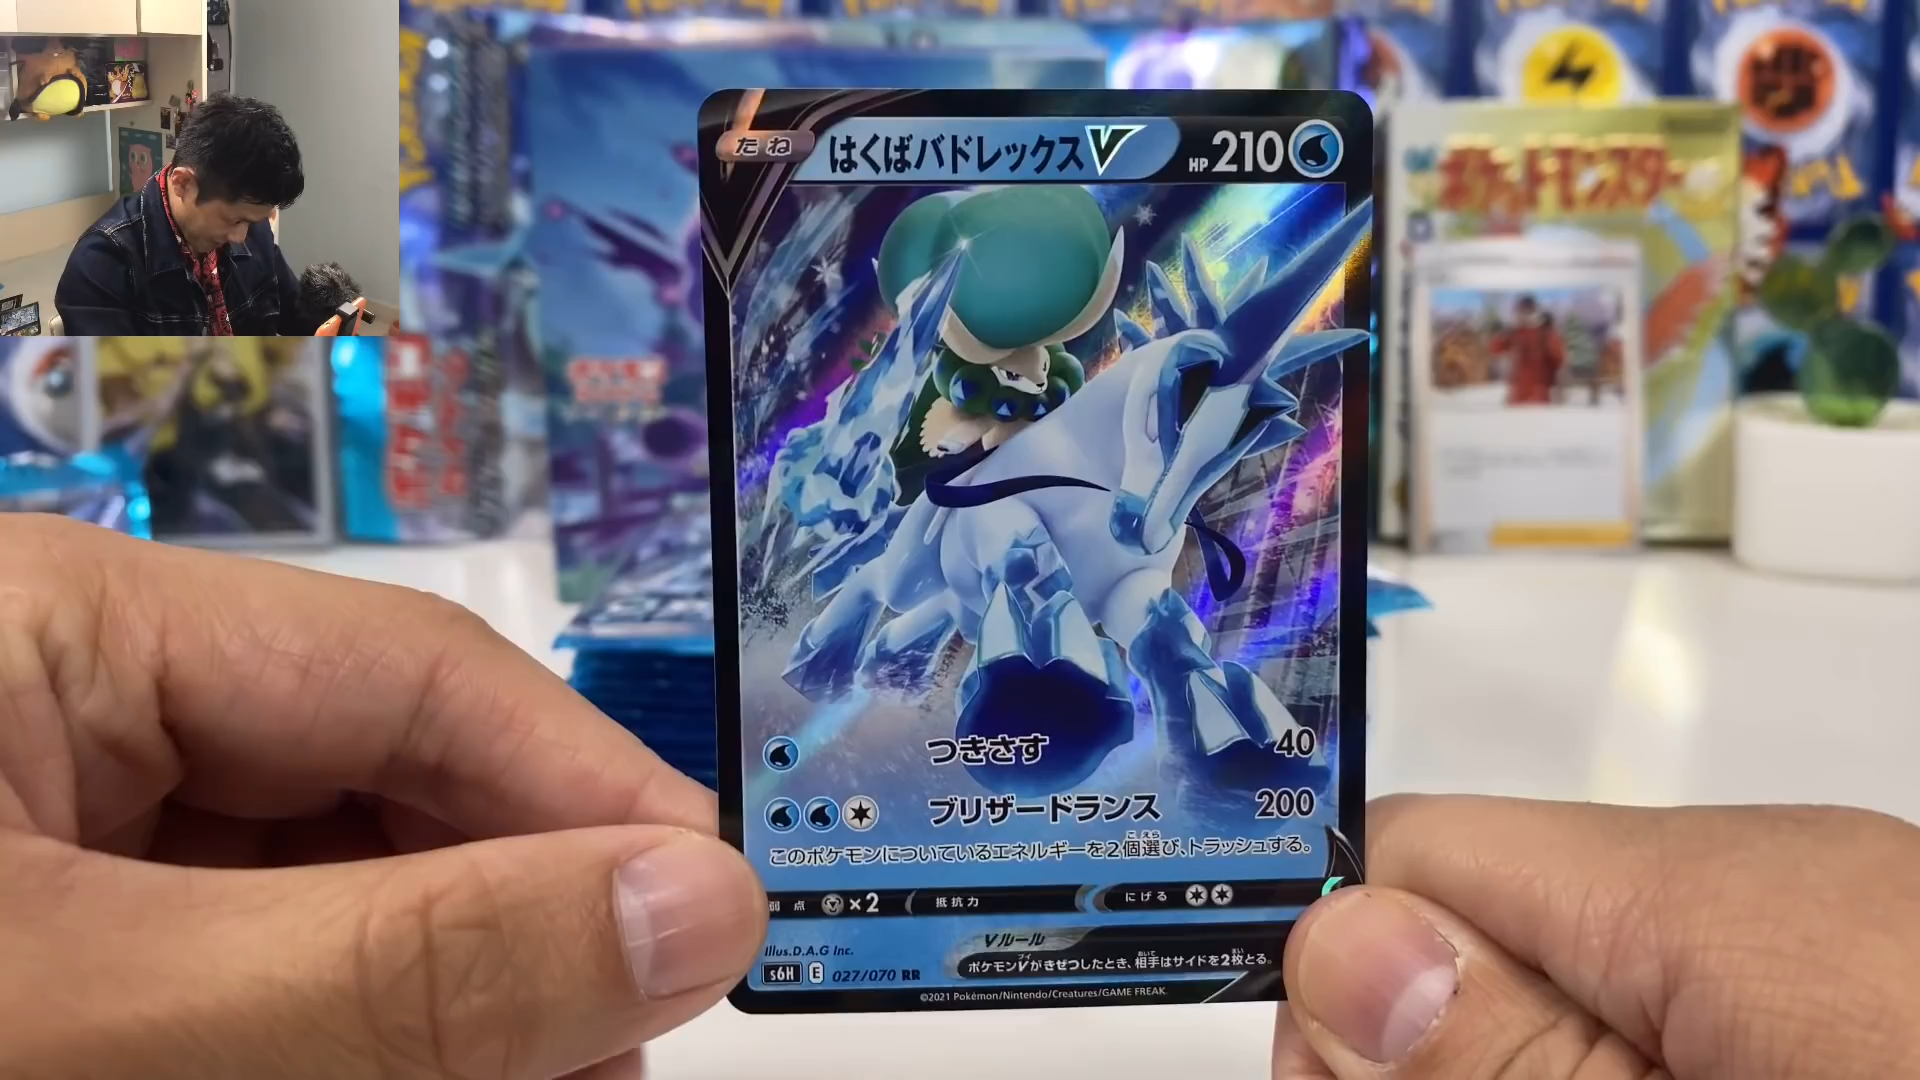 たね
はくばバドレックスV
HP210
つきさす 40
ブリザードランス 200
このポケモンについているエネルギーを2個選び、トラッシュする。
弱点 ×2 抵抗力 にげる
Vルール
ポケモンVがきぜつしたとき、相手はサイドを2枚とる。
Illus.D.A.G Inc.
s6H E 027/070 RR
©2021 Pokémon/Nintendo/Creatures/GAME FREAK.
ポケットモンスター